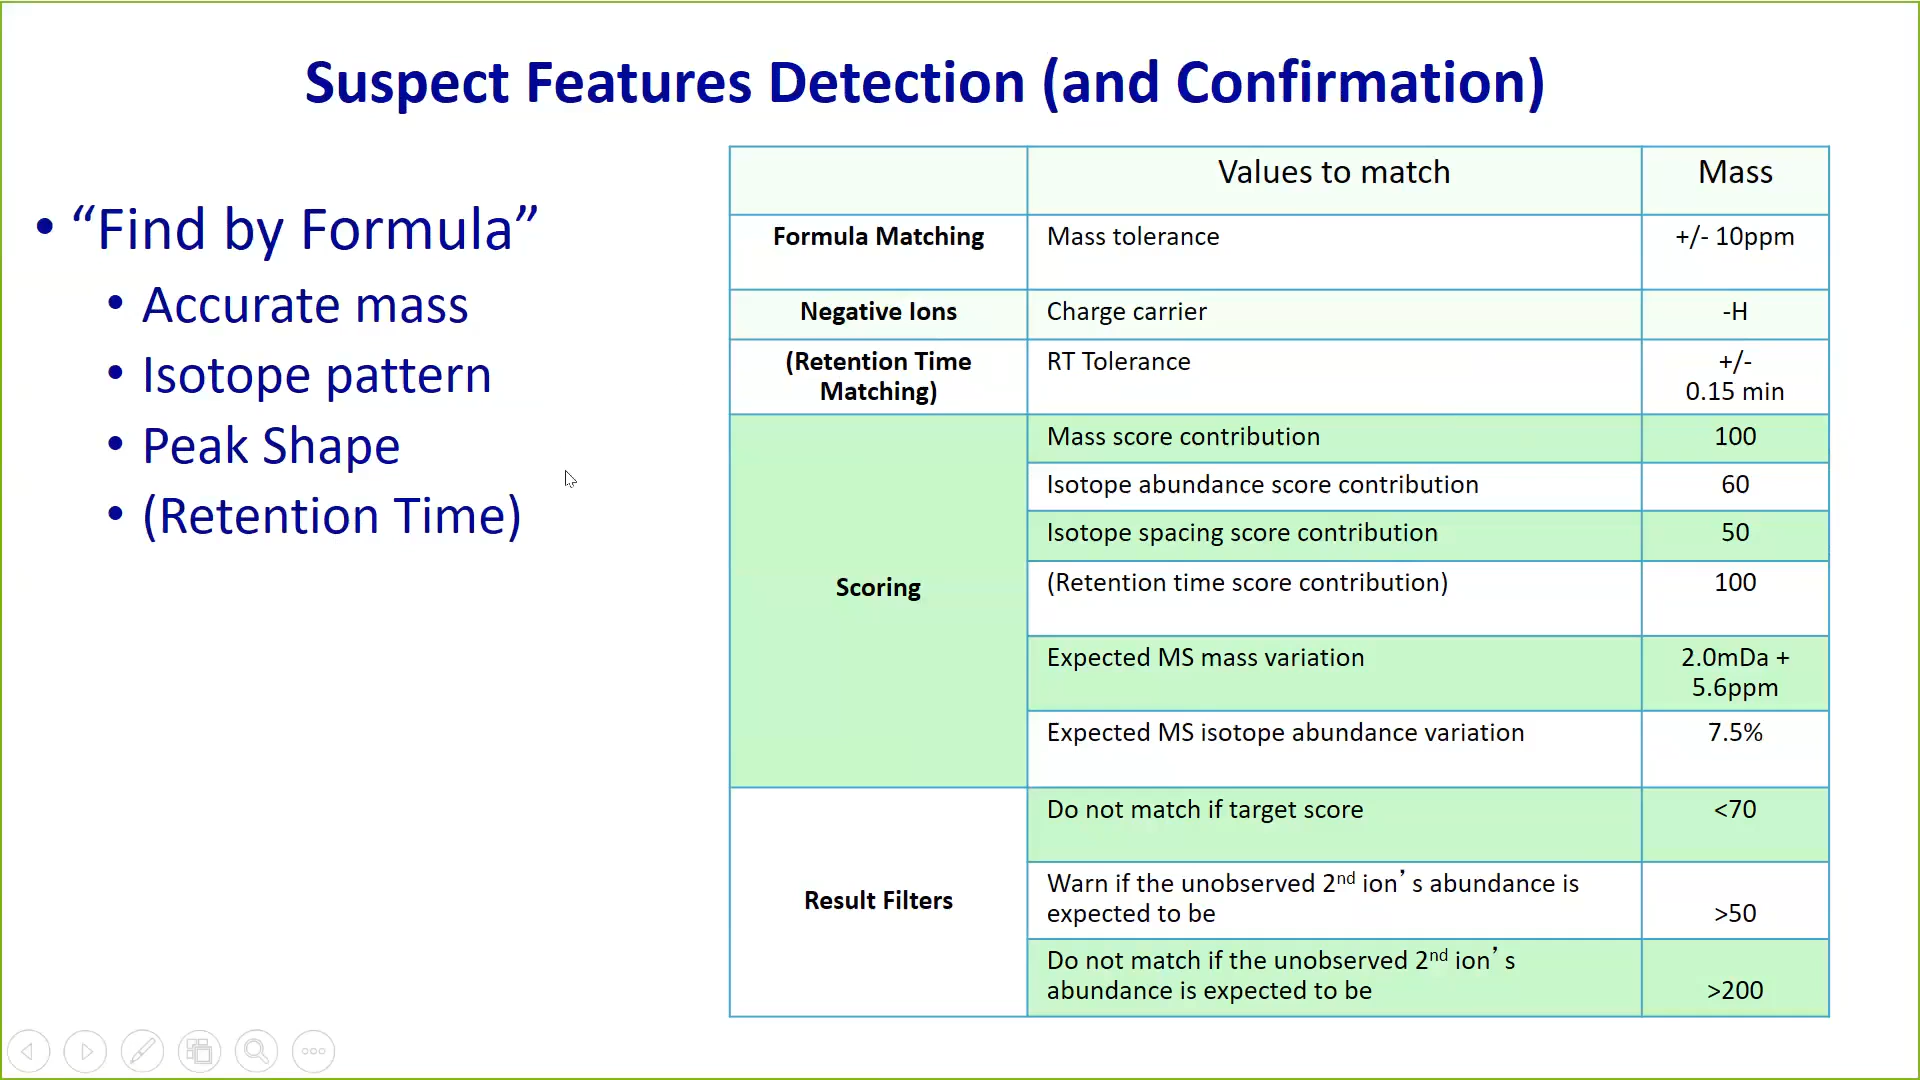 Suspect Features Detection (and Confirmation)
• “Find by Formula”
• Accurate mass
• Isotope pattern
• Peak Shape
• (Retention Time)
Values to match Mass
Formula Matching Mass tolerance +/- 10ppm
Negative Ions Charge carrier -H
(Retention Time Matching) RT Tolerance +/- 0.15 min
Scoring
Mass score contribution 100
Isotope abundance score contribution 60
Isotope spacing score contribution 50
(Retention time score contribution) 100
Expected MS mass variation 2.0mDa + 5.6ppm
Expected MS isotope abundance variation 7.5%
Result Filters
Do not match if target score <70
Warn if the unobserved 2nd ion’s abundance is
expected to be >50
Do not match if the unobserved 2nd ion’s
abundance is expected to be >200